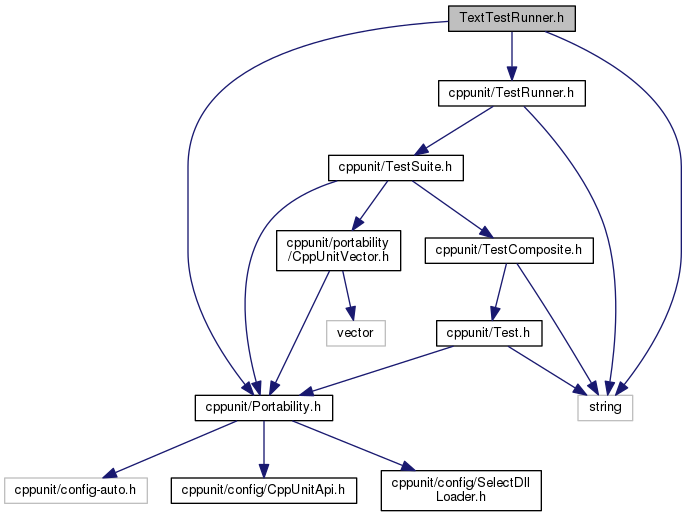 TextTestRunner.h
cppunit/TestRunner.h
cppunit/TestSuite.h
cppunit/portability
/CppUnitVector.h
cppunit/TestComposite.h
vector
cppunit/Test.h
cppunit/Portability.h
string
cppunit/config-auto.h
cppunit/config/CppUnitApi.h
cppunit/config/SelectDll
Loader.h